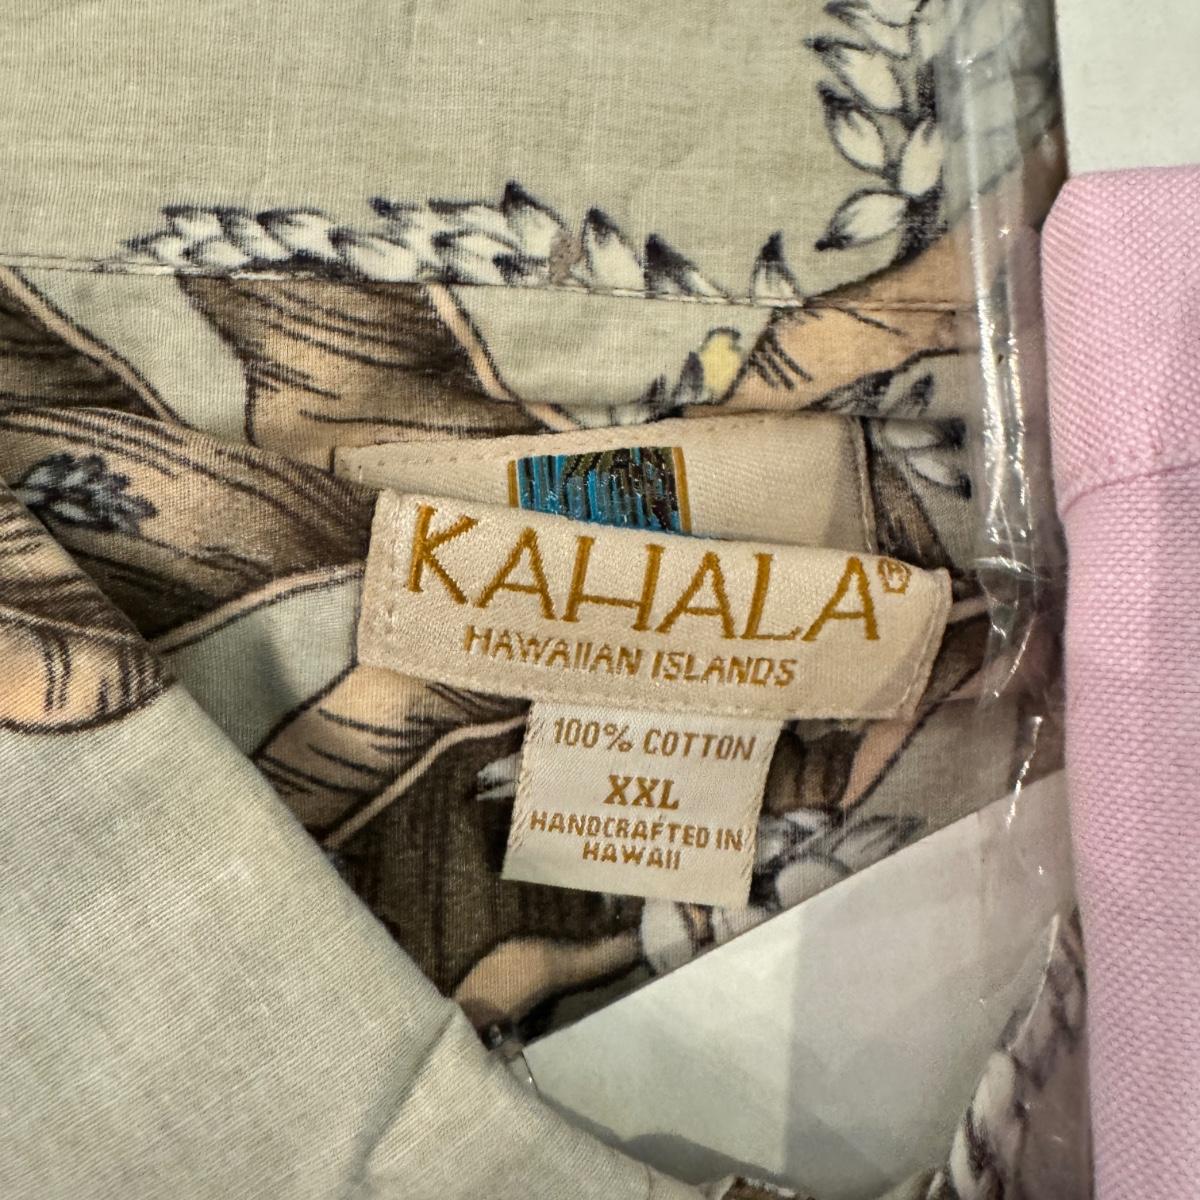 KAHALA®
HAWAIIAN ISLANDS
100% COTTON
XXL
HANDCRAFTED IN
HAWAII